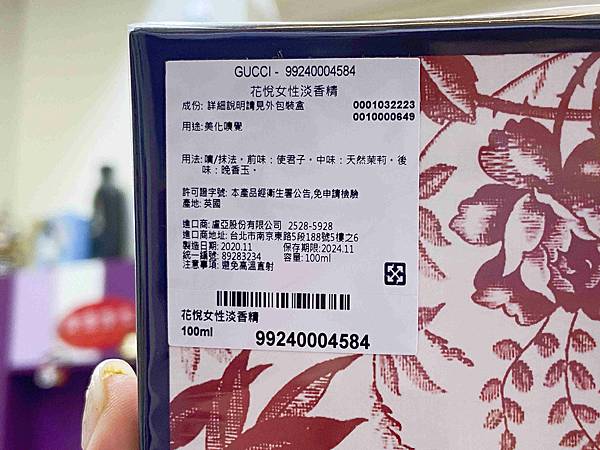 GUCCI - 99240004584
花悅女性淡香精
成份: 詳細說明請見外包裝盒 0001032223
0010000649
用途:美化嗅覺
用法:噴/抹法。前味:使君子。中味:天然茉莉。後
味:晚香玉。
許可證字號: 本產品經衛生署公告,免申請檢驗
產地: 英國
進口商: 盧亞股份有限公司 2528-5928
進口商地址: 台北市南京東路5段188號5樓之6
製造日期:2020.11 保存期限:2024.11
統一編號: 89283234 容量:100ml
注意事項: 避免高溫直射
花悅女性淡香精
100ml 99240004584